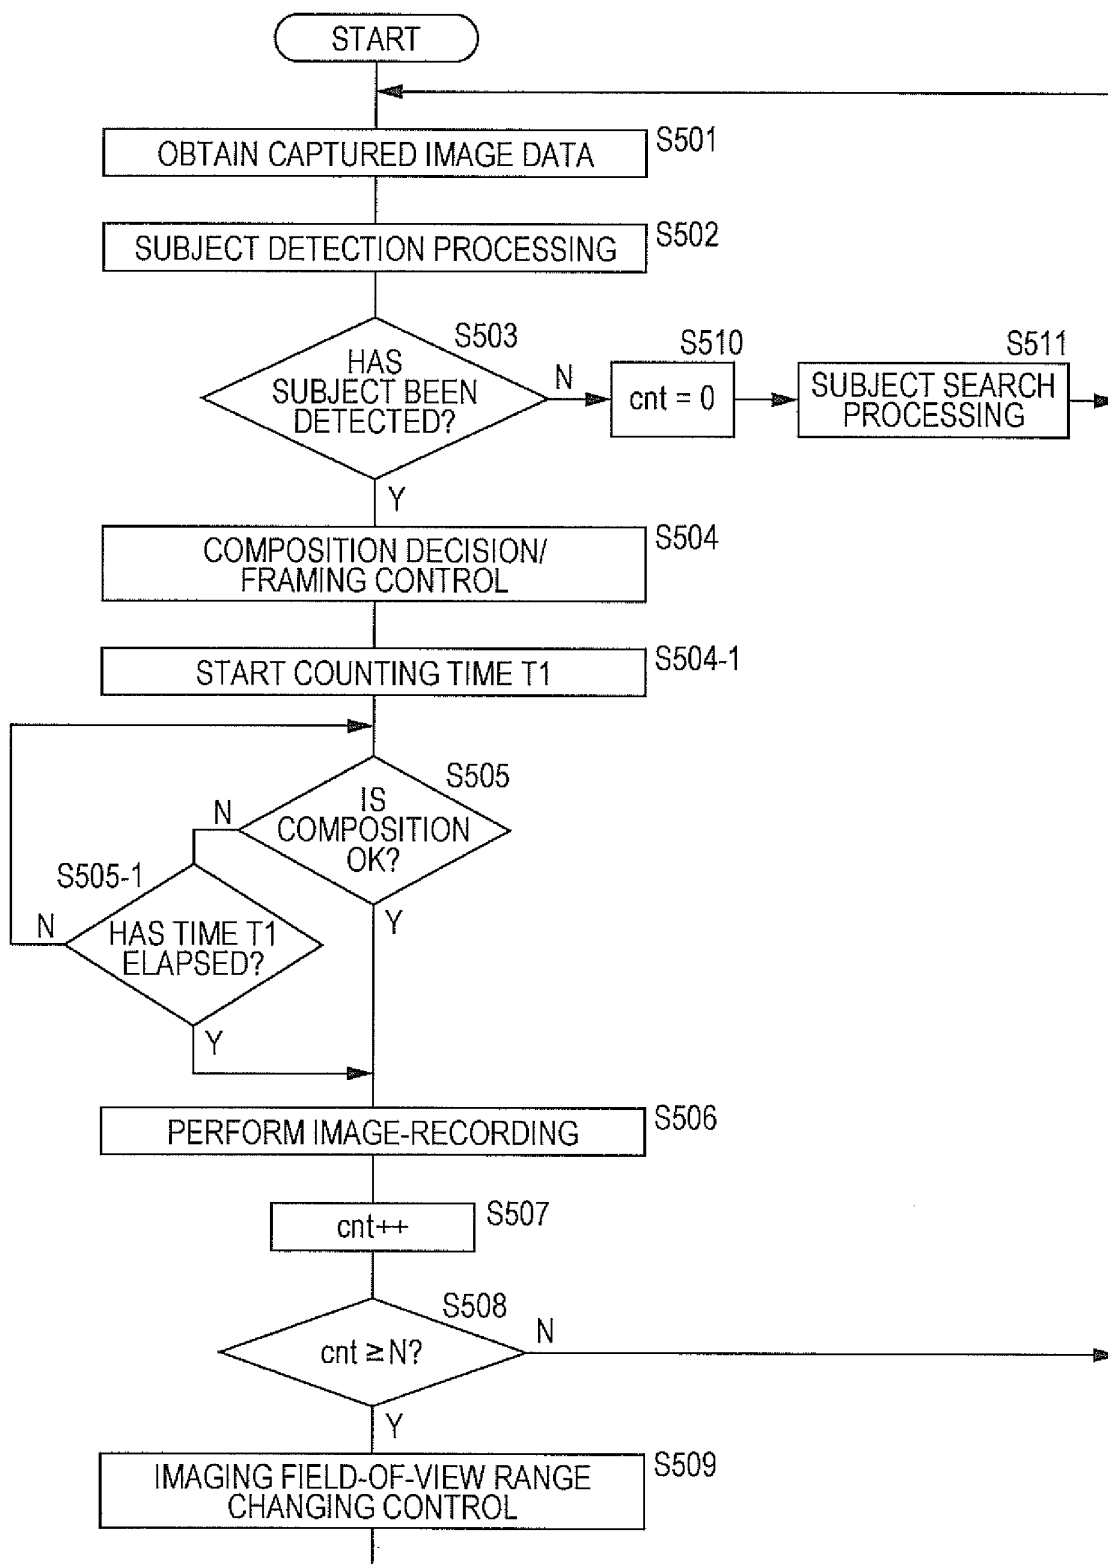 START
OBTAIN CAPTURED IMAGE DATA
S501
SUBJECT DETECTION PROCESSING
S502
HAS
SUBJECT BEEN
DETECTED?
S503
N
Y
cnt = 0
S510
SUBJECT SEARCH
PROCESSING
S511
COMPOSITION DECISION/
FRAMING CONTROL
S504
START COUNTING TIME T1
S504-1
IS
COMPOSITION
OK?
S505
N
Y
S505-1
HAS TIME T1
ELAPSED?
N
Y
PERFORM IMAGE-RECORDING
S506
cnt++
S507
cnt ≥ N?
S508
N
Y
IMAGING FIELD-OF-VIEW RANGE
CHANGING CONTROL
S509